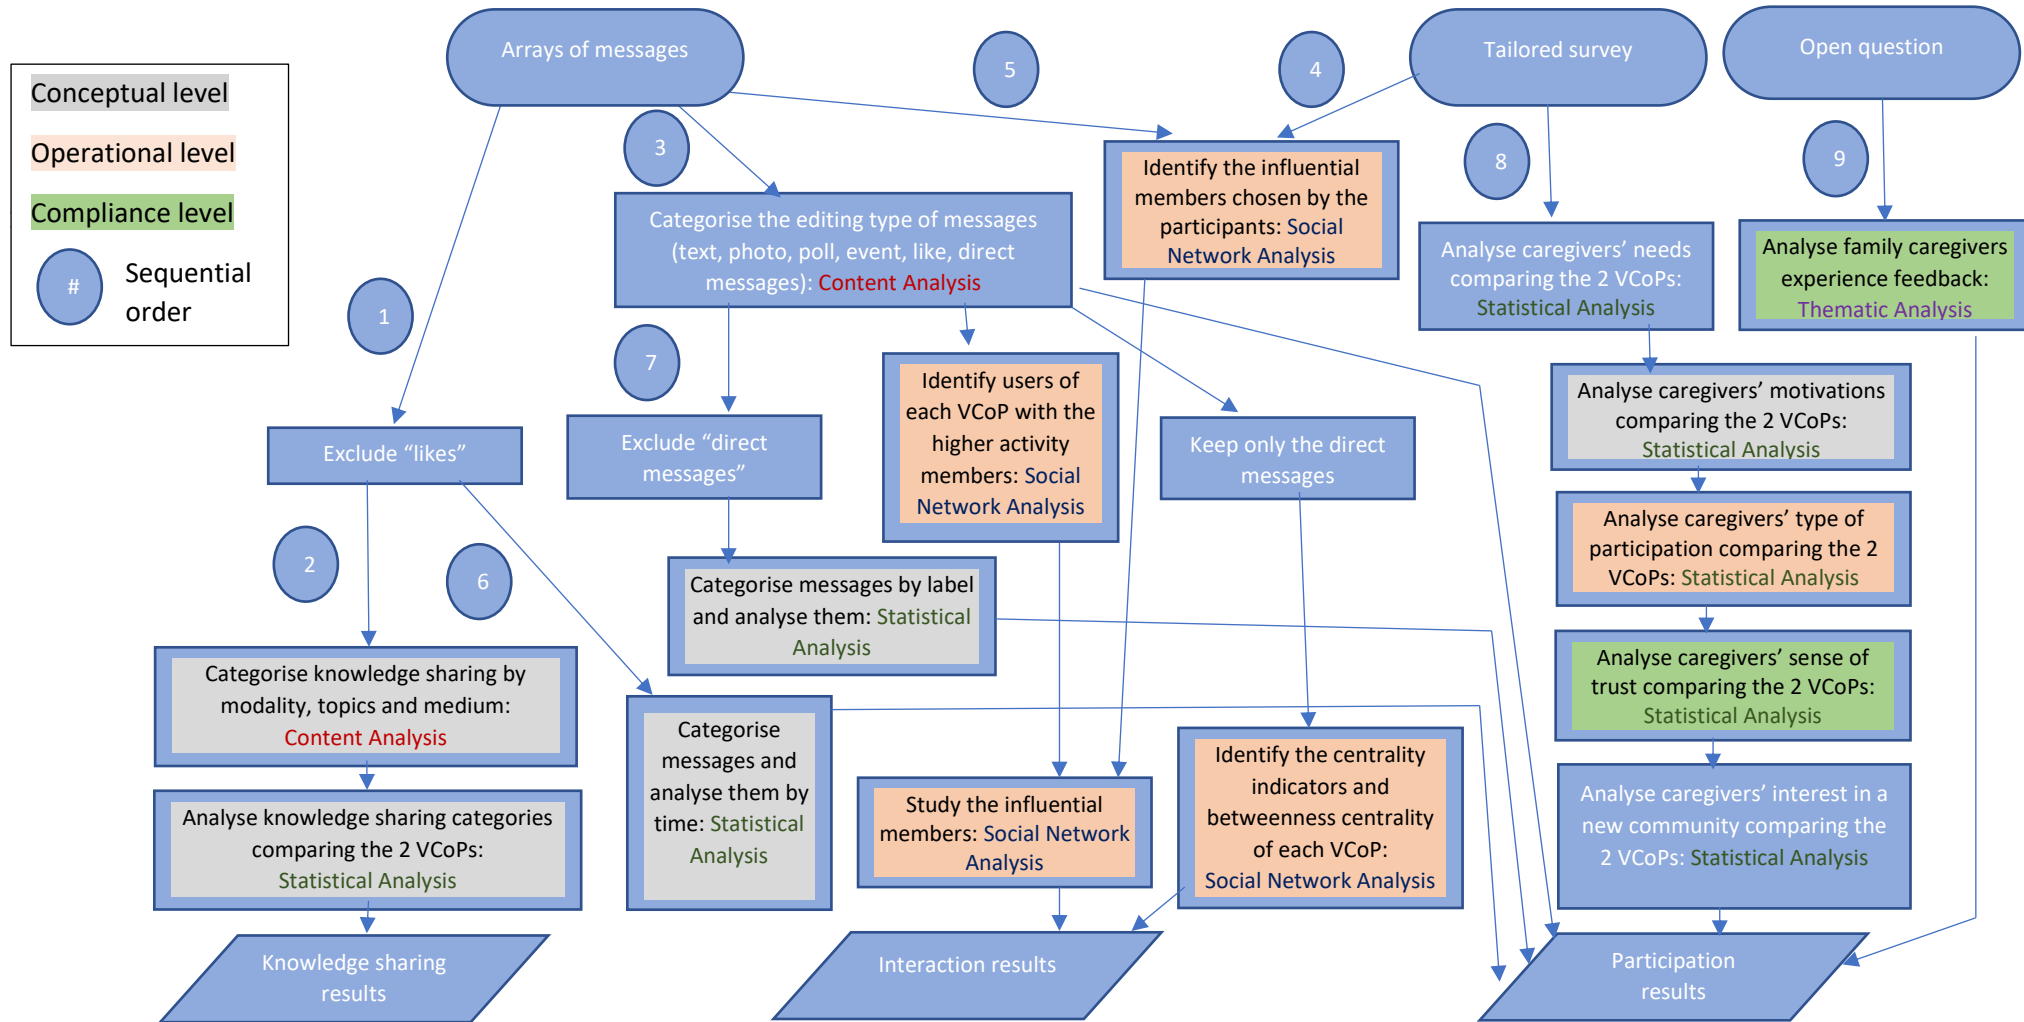 Arrays of messages
5
4
Tailored survey
Open question
Conceptual level
Operational level
Compliance level
#
Sequential
order
3
8
9
Identify the influential
members chosen by the
participants: Social
Network Analysis
Categorise the editing type of messages
(text, photo, poll, event, like, direct
messages): Content Analysis
Analyse caregivers’ needs
comparing the 2 VCoPs:
Statistical Analysis
Analyse family caregivers
experience feedback:
Thematic Analysis
1
7
Identify users of
each VCoP with the
higher activity
members: Social
Network Analysis
Analyse caregivers’ motivations
comparing the 2 VCoPs:
Statistical Analysis
Exclude “likes”
Exclude “direct
messages”
Keep only the direct
messages
Analyse caregivers’ type of
participation comparing the 2
VCoPs: Statistical Analysis
2
6
Categorise messages by label
and analyse them: Statistical
Analysis
Analyse caregivers’ sense of
trust comparing the 2 VCoPs:
Statistical Analysis
Categorise knowledge sharing by
modality, topics and medium:
Content Analysis
Categorise
messages and
analyse them by
time: Statistical
Analysis
Identify the centrality
indicators and
betweenness centrality
of each VCoP:
Social Network Analysis
Analyse knowledge sharing categories
comparing the 2 VCoPs:
Statistical Analysis
Study the influential
members: Social Network
Analysis
Analyse caregivers’ interest in a
new community comparing the
2 VCoPs: Statistical Analysis
Knowledge sharing
results
Interaction results
Participation
results